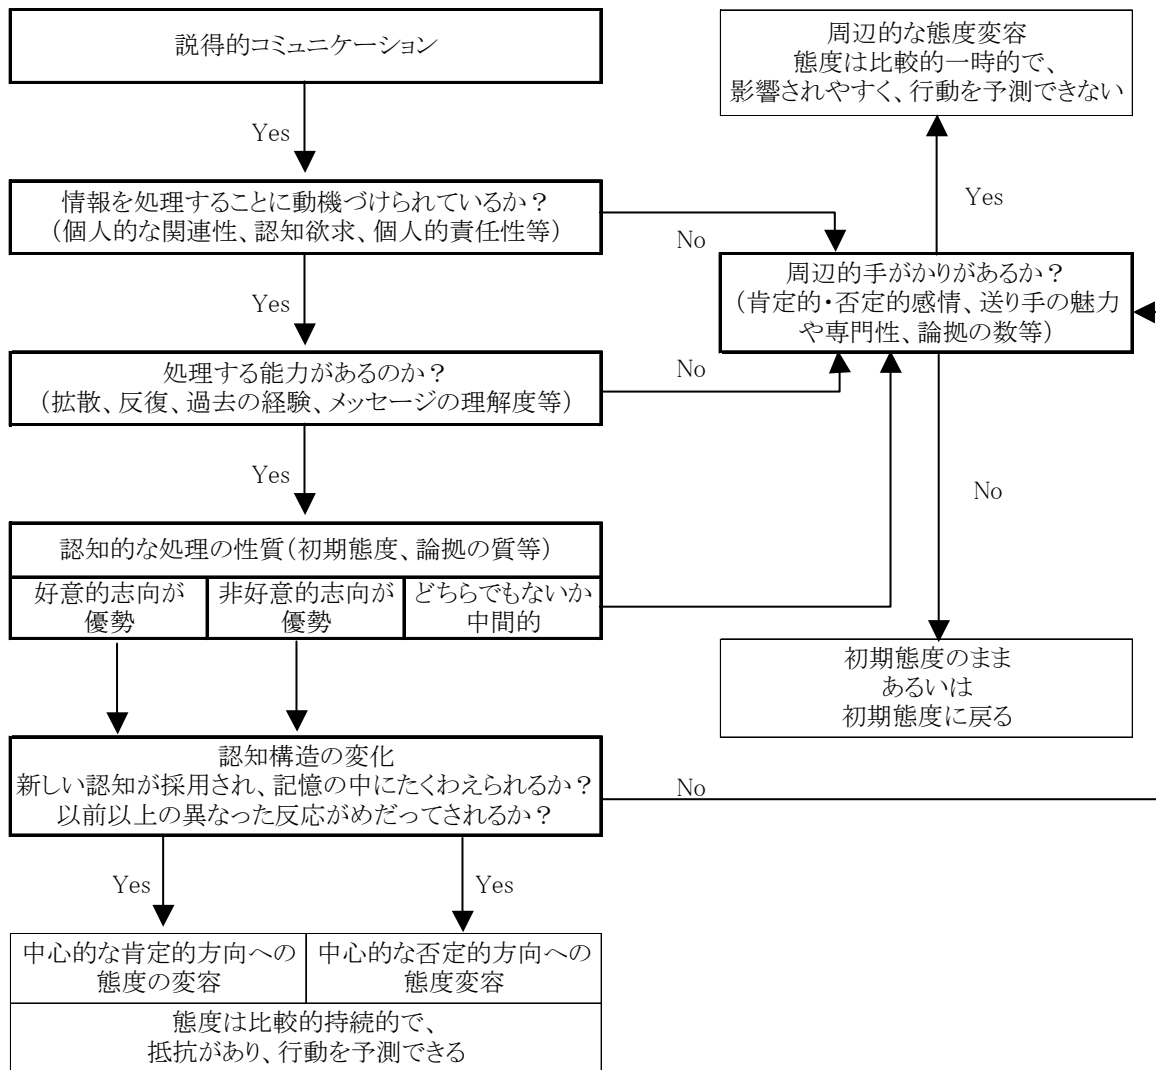 説得的コミュニケーション
Yes
情報を処理することに動機づけられているか？
（個人的な関連性、認知欲求、個人的責任性等）
No
Yes
処理する能力があるのか？
（拡散、反復、過去の経験、メッセージの理解度等）
No
Yes
認知的な処理の性質（初期態度、論拠の質等）
好意的志向が
優勢
非好意的志向が
優勢
どちらでもないか
中間的
認知構造の変化
新しい認知が採用され、記憶の中にたくわえられるか？
以前以上の異なった反応がめだってされるか？
No
Yes
Yes
中心的な肯定的方向への
態度の変容
中心的な否定的方向への
態度変容
態度は比較的持続的で、
抵抗があり、行動を予測できる
周辺的な態度変容
態度は比較的一時的で、
影響されやすく、行動を予測できない
Yes
周辺的手がかりがあるか？
（肯定的・否定的感情、送り手の魅力
や専門性、論拠の数等）
No
初期態度のまま
あるいは
初期態度に戻る